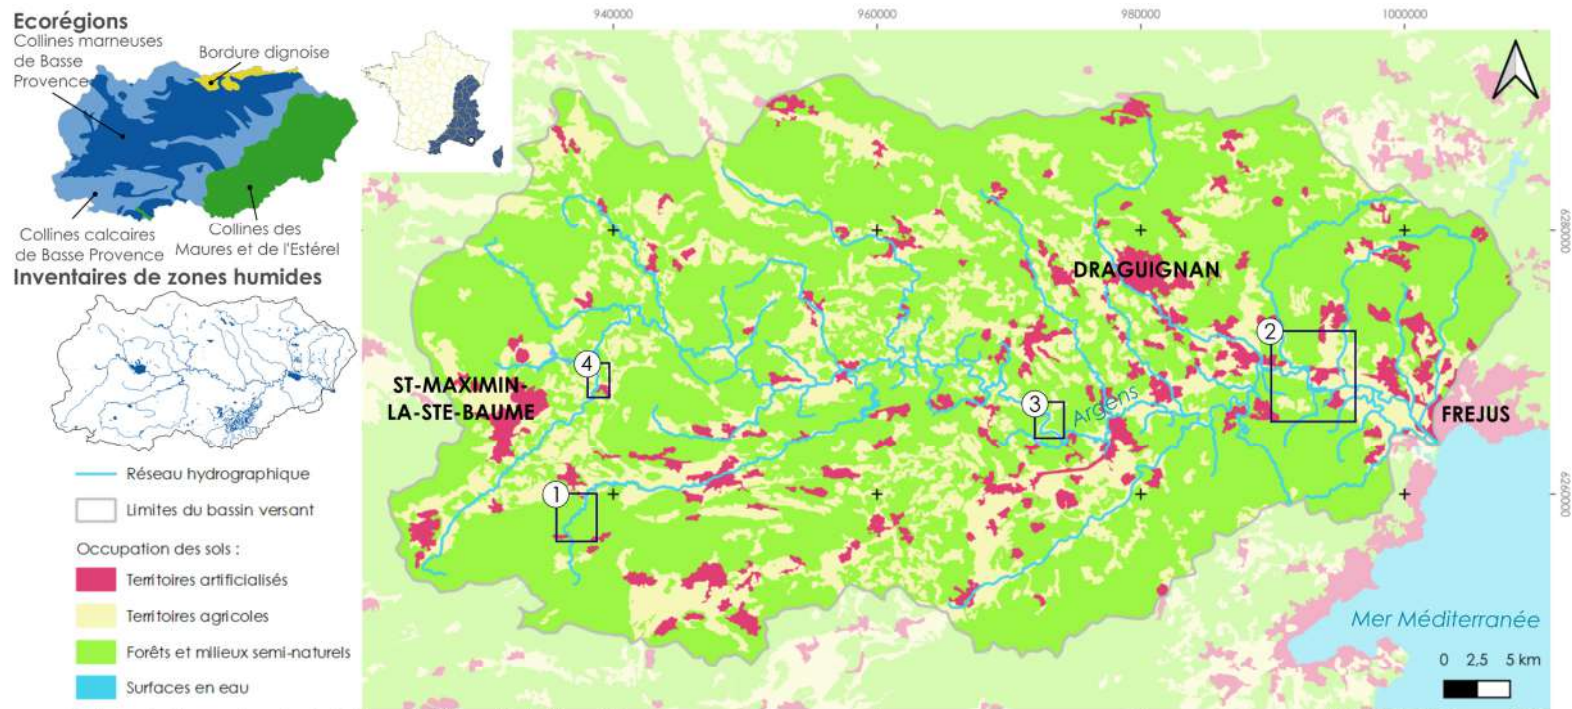 Ecorégions
Collines marneuses
de Basse
Provence
Bordure dignoise
Collines calcaires
de Basse Provence
Collines des
Maures et de l'Estérel
Inventaires de zones humides
Réseau hydrographique
Limites du bassin versant
Occupation des sols :
Territoires artificialisés
Territoires agricoles
Forêts et milieux semi-naturels
Surfaces en eau
940000
960000
980000
1000000
6280000
6260000
DRAGUIGNAN
ST-MAXIMIN-
LA-STE-BAUME
FREJUS
Argens
1
2
3
4
Mer Méditerranée
0 2,5 5 km